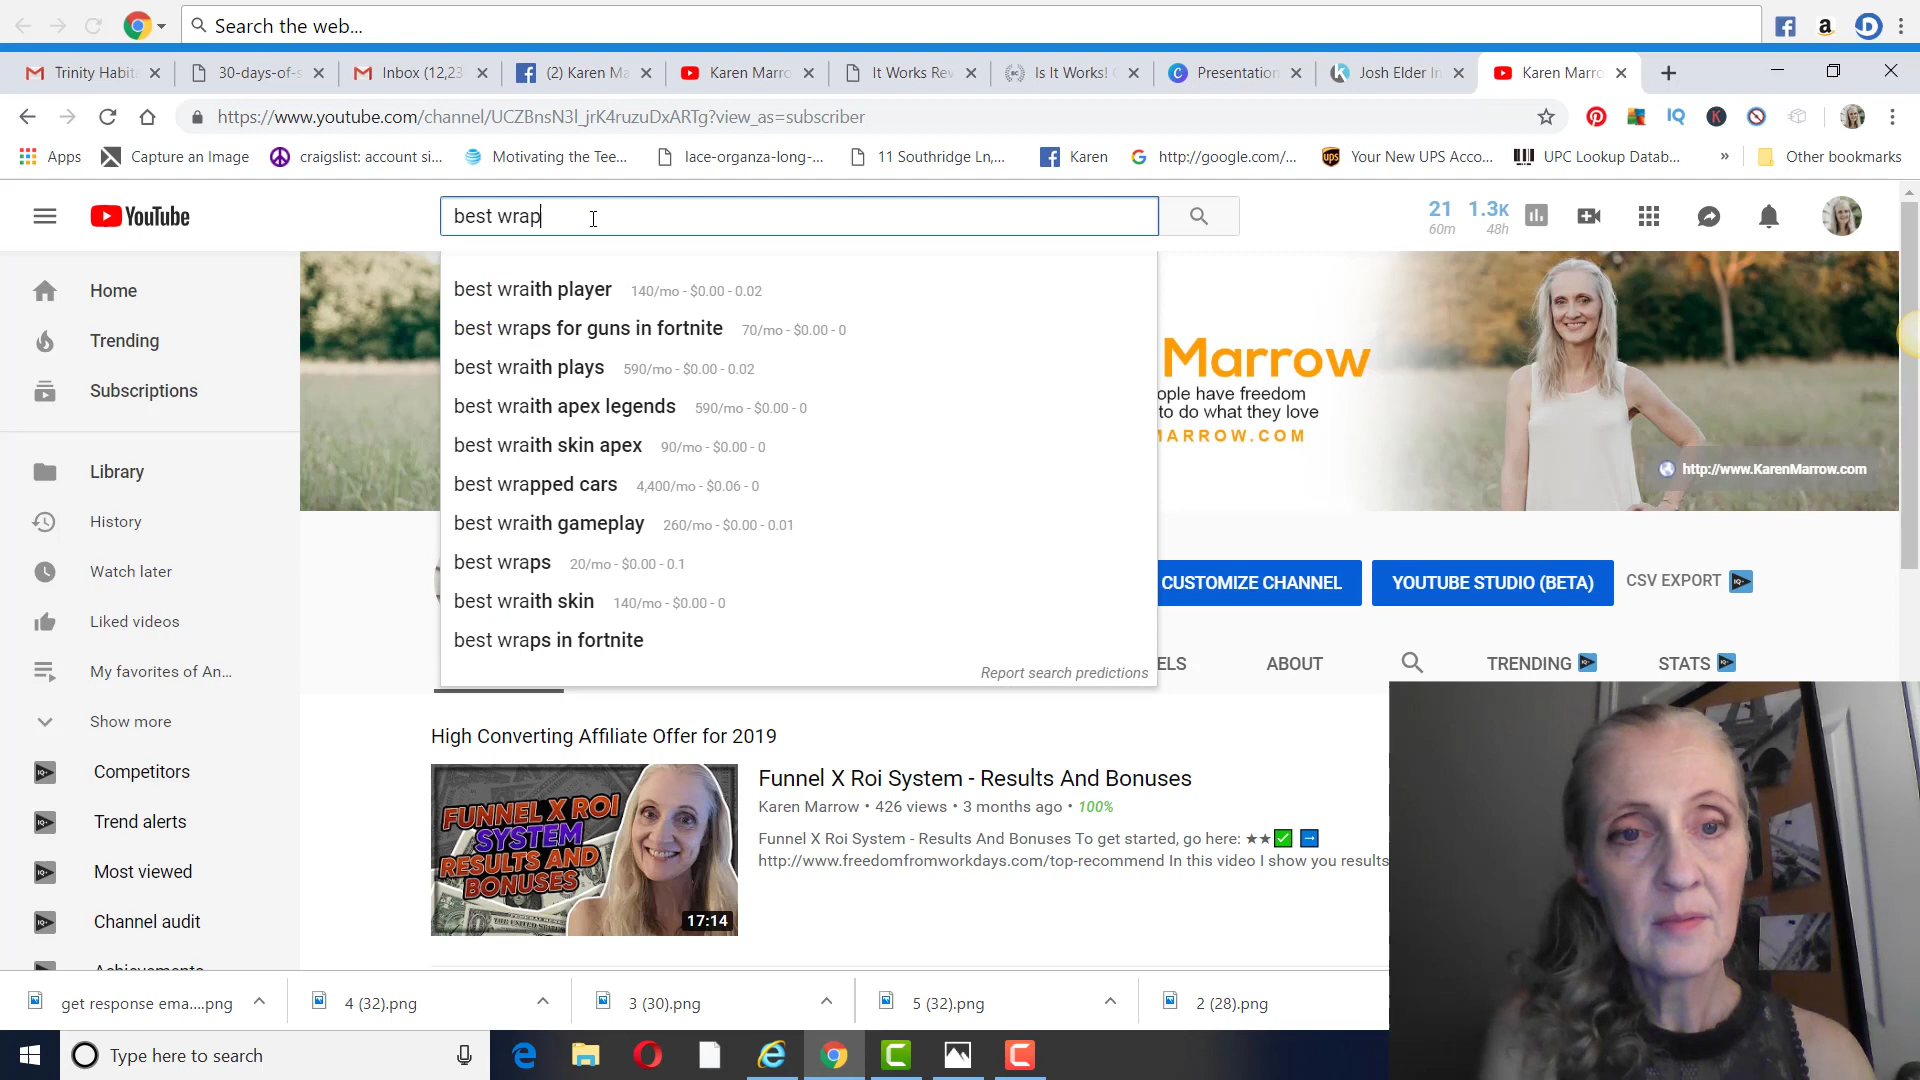 Search the web...
Trinity Habit
30-days-of-s
Inbox (12,23
(2) Karen Ma
Karen Marro
It Works Rev
Is It Works! C
Presentation
Josh Elder In
Karen Marro
https://www.youtube.com/channel/UCZBnsN3l_jrK4ruzuDxARTg?view_as=subscriber
Apps
Capture an Image
craigslist: account si...
Motivating the Tee...
lace-organza-long-...
11 Southridge Ln,...
Karen
http://google.com/...
Your New UPS Acco...
UPC Lookup Datab...
»
Other bookmarks
YouTube
best wrap
21
60m
1.3K
48h
best wraith player 140/mo - $0.00 - 0.02
best wraps for guns in fortnite 70/mo - $0.00 - 0
best wraith plays 590/mo - $0.00 - 0.02
best wraith apex legends 590/mo - $0.00 - 0
best wraith skin apex 90/mo - $0.00 - 0
best wrapped cars 4,400/mo - $0.06 - 0
best wraith gameplay 260/mo - $0.00 - 0.01
best wraps 20/mo - $0.00 - 0.1
best wraith skin 140/mo - $0.00 - 0
best wraps in fortnite
Report search predictions
Home
Trending
Subscriptions
Library
History
Watch later
Liked videos
My favorites of An...
Show more
Competitors
Trend alerts
Most viewed
Channel audit
Achievements
Marrow
ople have freedom
to do what they love
MARROW.COM
http://www.KarenMarrow.com
CUSTOMIZE CHANNEL
YOUTUBE STUDIO (BETA)
CSV EXPORT
ELS
ABOUT
TRENDING
STATS
High Converting Affiliate Offer for 2019
FUNNEL X ROI
SYSTEM
RESULTS AND
BONUSES
17:14
Funnel X Roi System - Results And Bonuses
Karen Marrow • 426 views • 3 months ago • 100%
Funnel X Roi System - Results And Bonuses To get started, go here: ★★
http://www.freedomfromworkdays.com/top-recommend In this video I show you results
get response ema....png
4 (32).png
3 (30).png
5 (32).png
2 (28).png
Type here to search